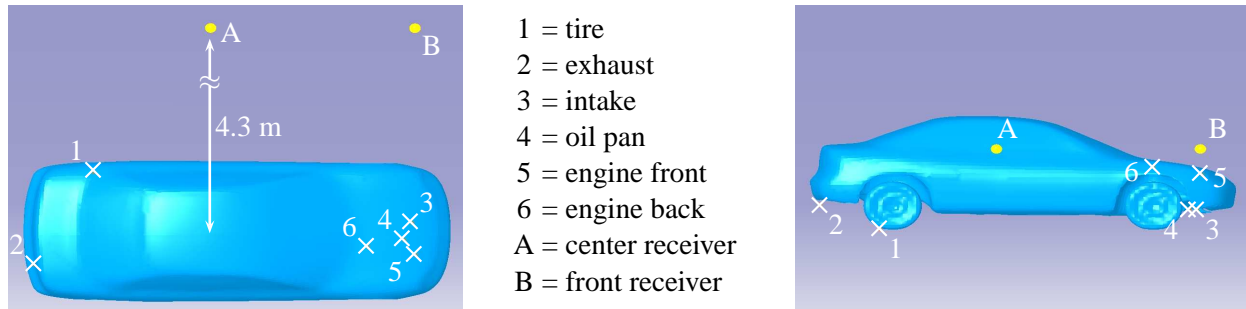 A
B
4.3 m
1
2
3
4
6
5
1 = tire
2 = exhaust
3 = intake
4 = oil pan
5 = engine front
6 = engine back
A = center receiver
B = front receiver
A
B
6
5
2
1
4
3